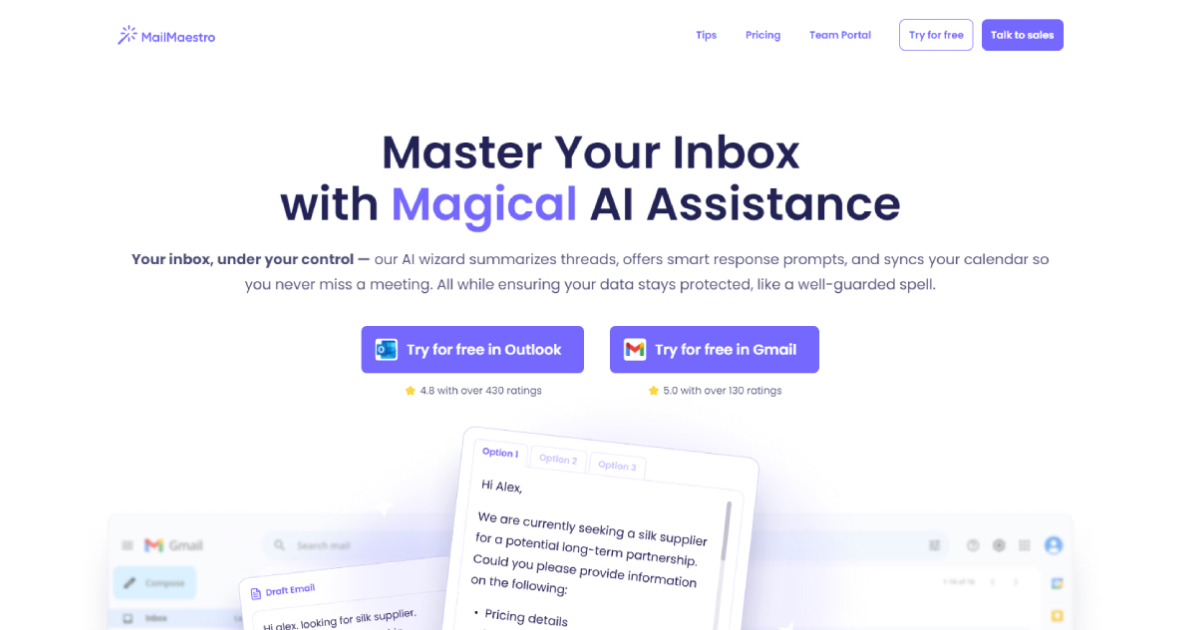 MailMaestro
Tips
Pricing
Team Portal
Try for free
Talk to sales
Master Your Inbox
with Magical AI Assistance
Your inbox, under your control — our AI wizard summarizes threads, offers smart response prompts, and syncs your calendar so
you never miss a meeting. All while ensuring your data stays protected, like a well-guarded spell.
Try for free in Outlook
Try for free in Gmail
4.8 with over 430 ratings
5.0 with over 130 ratings
Option 1
Option 2
Option 3
Hi Alex,
We are currently seeking a silk supplier
for a potential long-term partnership.
Could you please provide information
on the following:
• Pricing details
Gmail
Search mail
Compose
Inbox
Draft Email
Hi alex, looking for silk supplier.